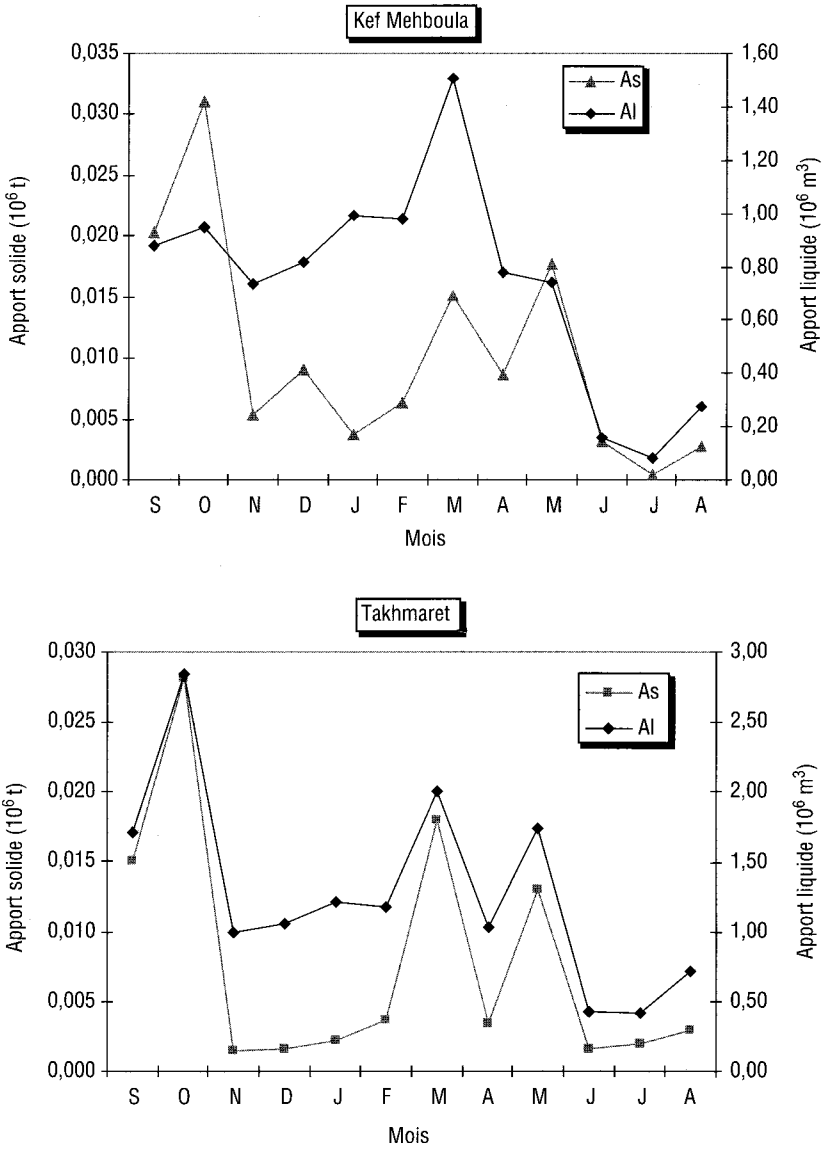 Kef Mehboula
0,035
0,030
0,025
0,020
0,015
0,010
0,005
0,000
Apport solide (10⁶ t)
1,60
1,40
1,20
1,00
0,80
0,60
0,40
0,20
0,00
Apport liquide (10⁶ m³)
As
Al
S O N D J F M A M J J A
Mois
Takhmaret
0,030
0,025
0,020
0,015
0,010
0,005
0,000
Apport solide (10⁶ t)
3,00
2,50
2,00
1,50
1,00
0,50
0,00
Apport liquide (10⁶ m³)
As
Al
S O N D J F M A M J J A
Mois